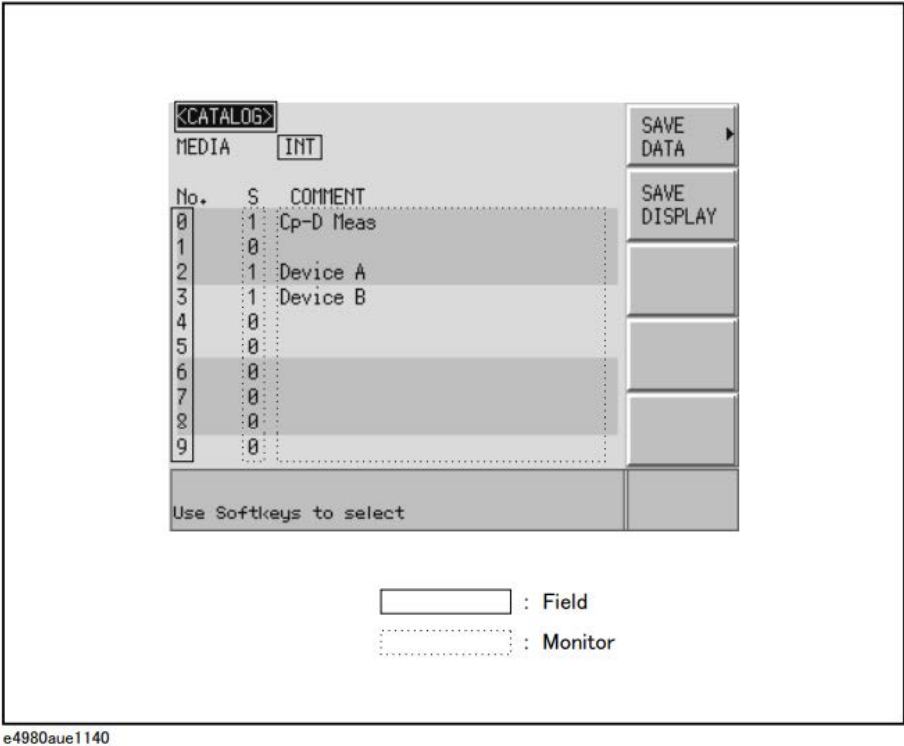 <CATALOG>
MEDIA INT
No. S COMMENT
0 1 Cp-D Meas
1 0
2 1 Device A
3 1 Device B
4 0
5 0
6 0
7 0
8 0
9 0
SAVE
DATA
SAVE
DISPLAY
Use Softkeys to select
: Field
: Monitor
e4980aue1140